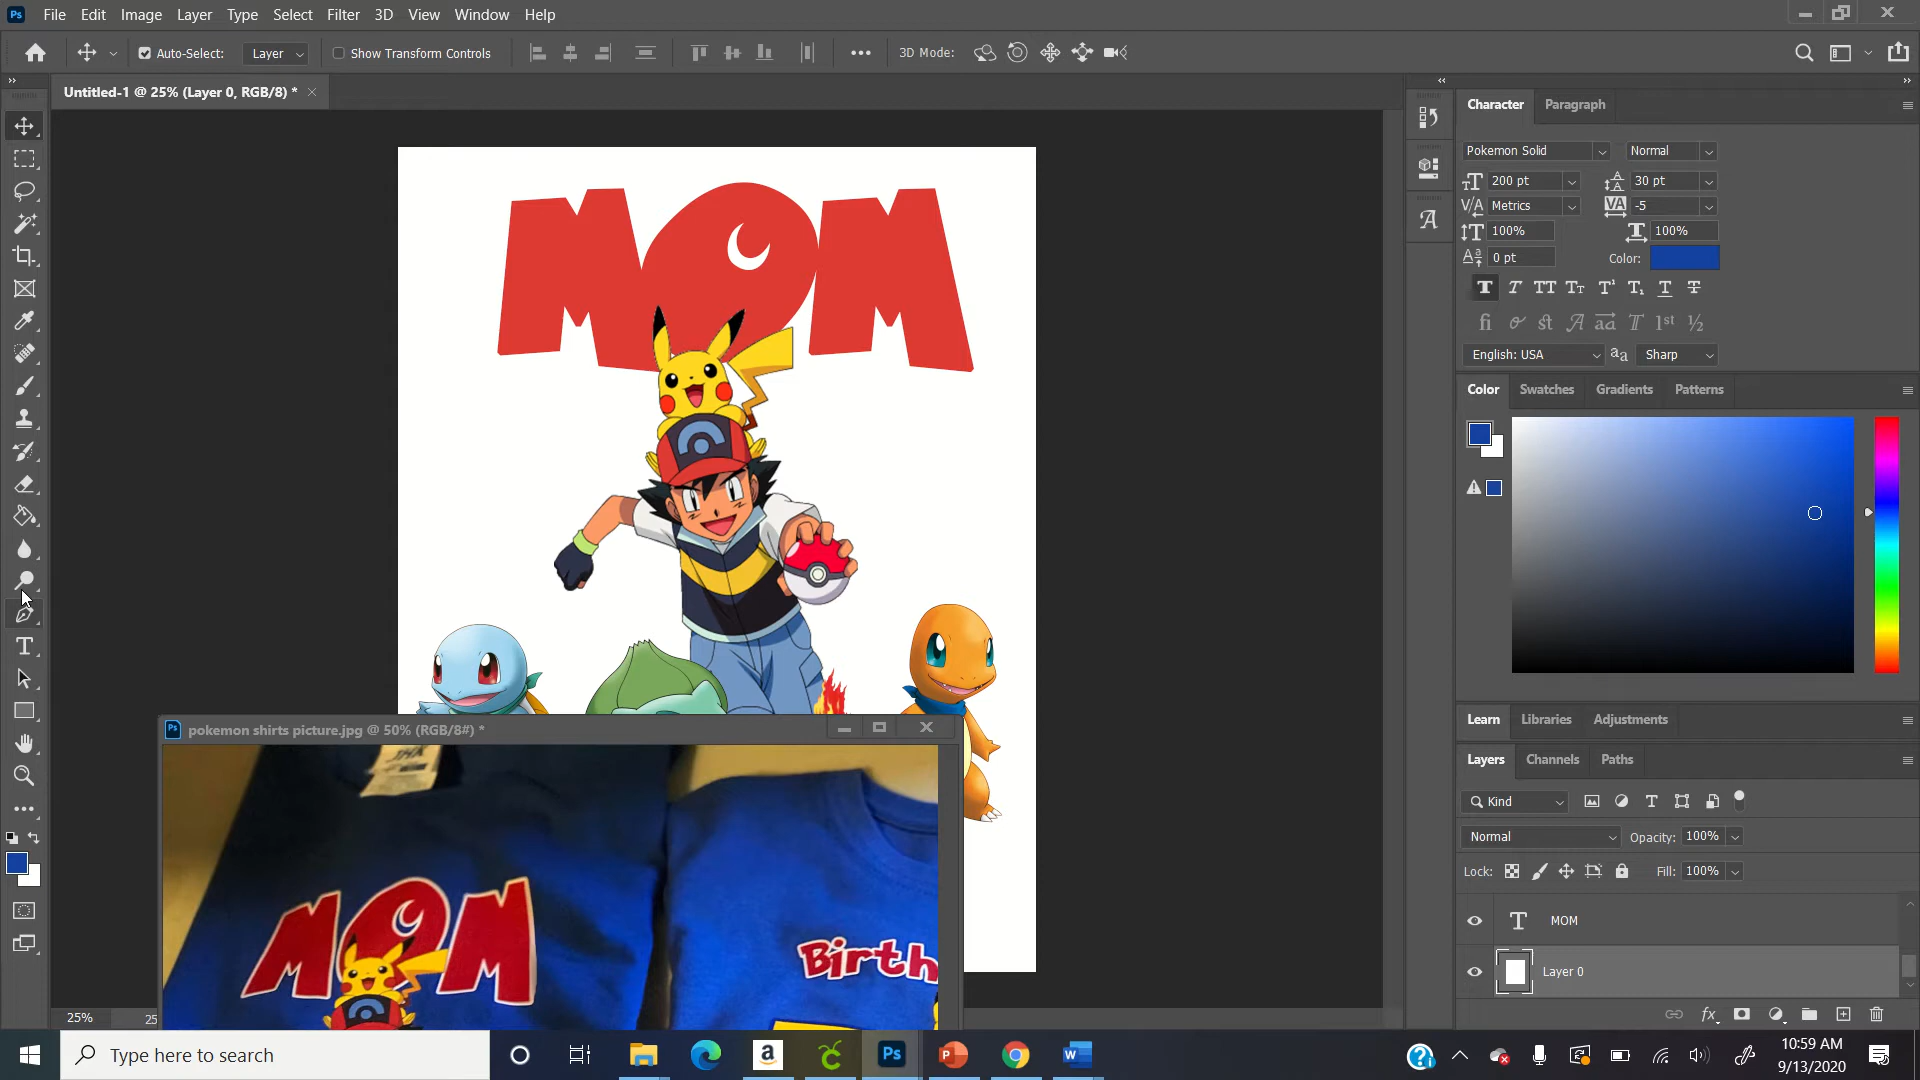 Ps File Edit Image Layer Type Select Filter 3D View Window Help
Auto-Select: Layer Show Transform Controls 3D Mode:
Untitled-1 @ 25% (Layer 0, RGB/8) *
Character Paragraph
Pokemon Solid Normal
200 pt 30 pt
Metrics -5
100% 100%
0 pt Color:
English: USA Sharp
Color Swatches Gradients Patterns
MOM
pokemon shirts picture.jpg @ 50% (RGB/8#) *
MOM
Birth
Learn Libraries Adjustments
Layers Channels Paths
Kind
Normal Opacity: 100%
Lock: Fill: 100%
MOM
Layer 0
25% 25
Type here to search
10:59 AM
9/13/2020